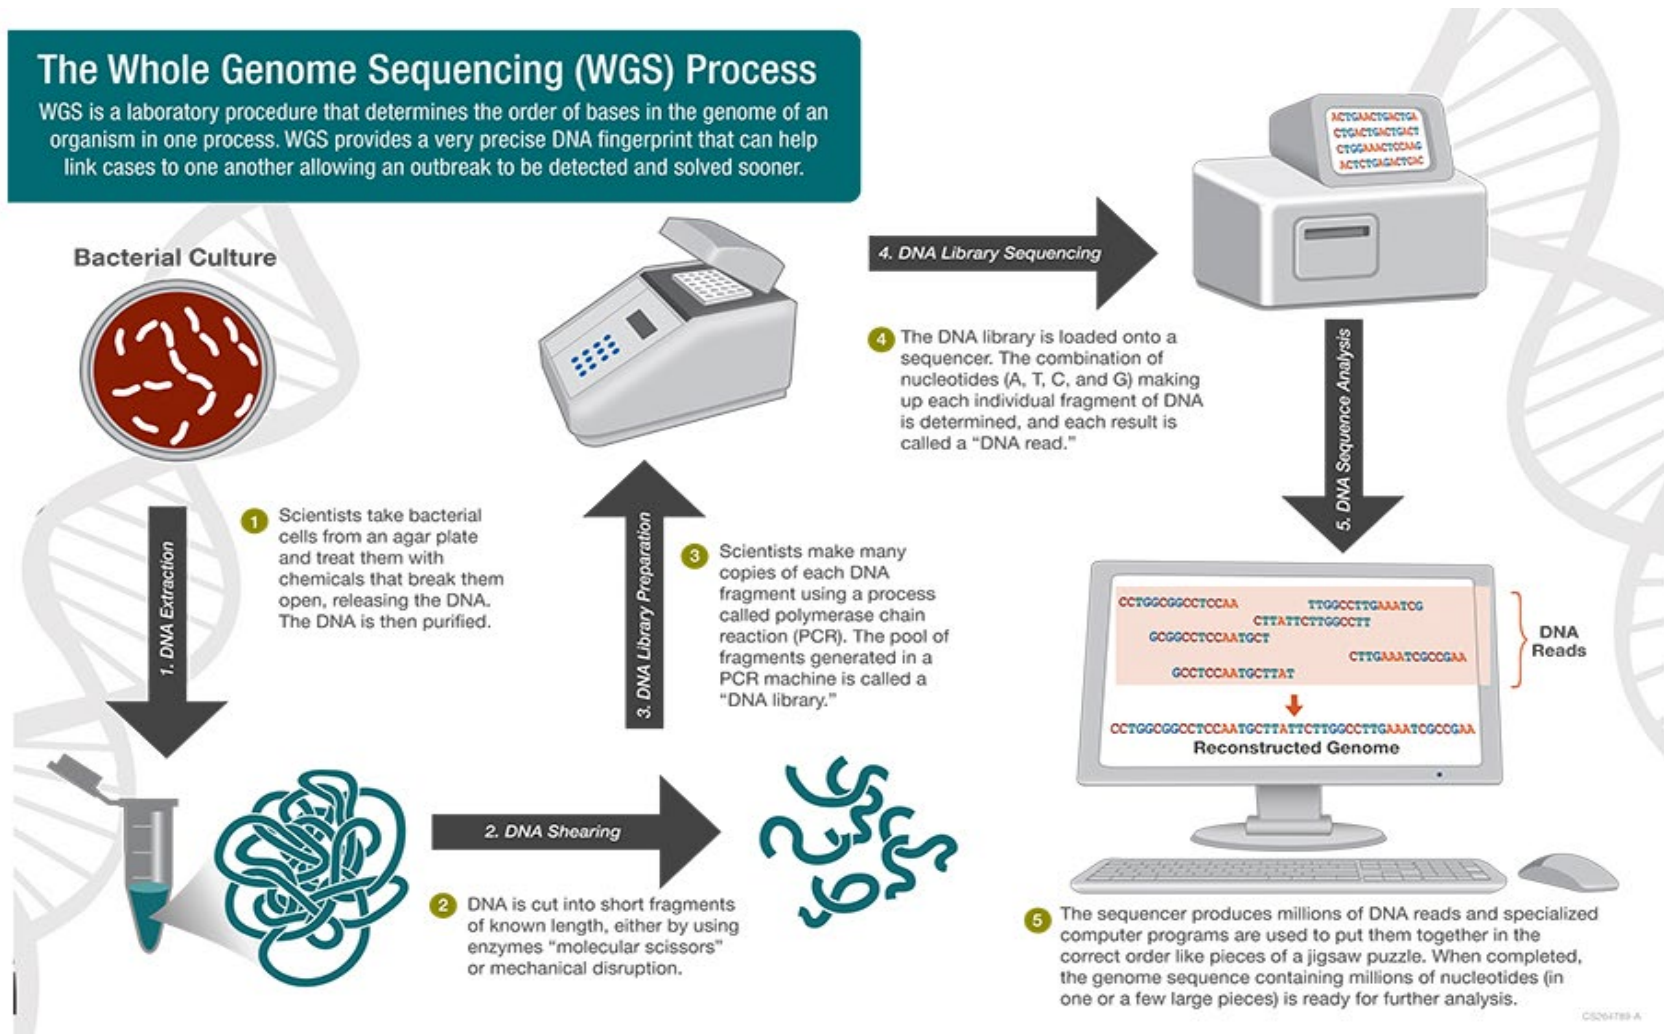 The Whole Genome Sequencing (WGS) Process
WGS is a laboratory procedure that determines the order of bases in the genome of an
organism in one process. WGS provides a very precise DNA fingerprint that can help
link cases to one another allowing an outbreak to be detected and solved sooner.
Bacterial Culture
1. DNA Extraction
1
Scientists take bacterial
cells from an agar plate
and treat them with
chemicals that break them
open, releasing the DNA.
The DNA is then purified.
2. DNA Shearing
2
DNA is cut into short fragments
of known length, either by using
enzymes “molecular scissors”
or mechanical disruption.
3. DNA Library Preparation
3
Scientists make many
copies of each DNA
fragment using a process
called polymerase chain
reaction (PCR). The pool of
fragments generated in a
PCR machine is called a
“DNA library.”
4. DNA Library Sequencing
4
The DNA library is loaded onto a
sequencer. The combination of
nucleotides (A, T, C, and G) making
up each individual fragment of DNA
is determined, and each result is
called a “DNA read.”
ACTGAACTGACTGA
CTGACTGACTGACT
CTGGAAACTCCAAG
ACTCTGAGACTCAC
5. DNA Sequence Analysis
CCTGGCGGCCTCCAA
TTGGCCTTGAAATCG
CTTATTCTTGGCCTT
GCGGCCTCCAATGCT
CTTGAAATCGCCGAA
GCCTCCAATGCTTAT
DNA
Reads
CCTGGCGGCCTCCAATGCTTATTCTTGGCCTTGAAATCGCCGAA
Reconstructed Genome
5
The sequencer produces millions of DNA reads and specialized
computer programs are used to put them together in the
correct order like pieces of a jigsaw puzzle. When completed,
the genome sequence containing millions of nucleotides (in
one or a few large pieces) is ready for further analysis.
CS264789-A